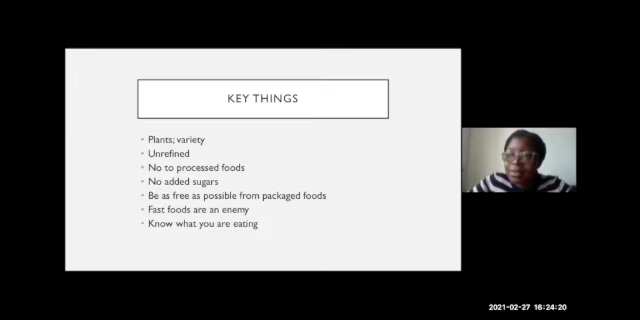 KEY THINGS
• Plants; variety
• Unrefined
• No to processed foods
• No added sugars
• Be as free as possible from packaged foods
• Fast foods are an enemy
• Know what you are eating
2021-02-27 16:24:20